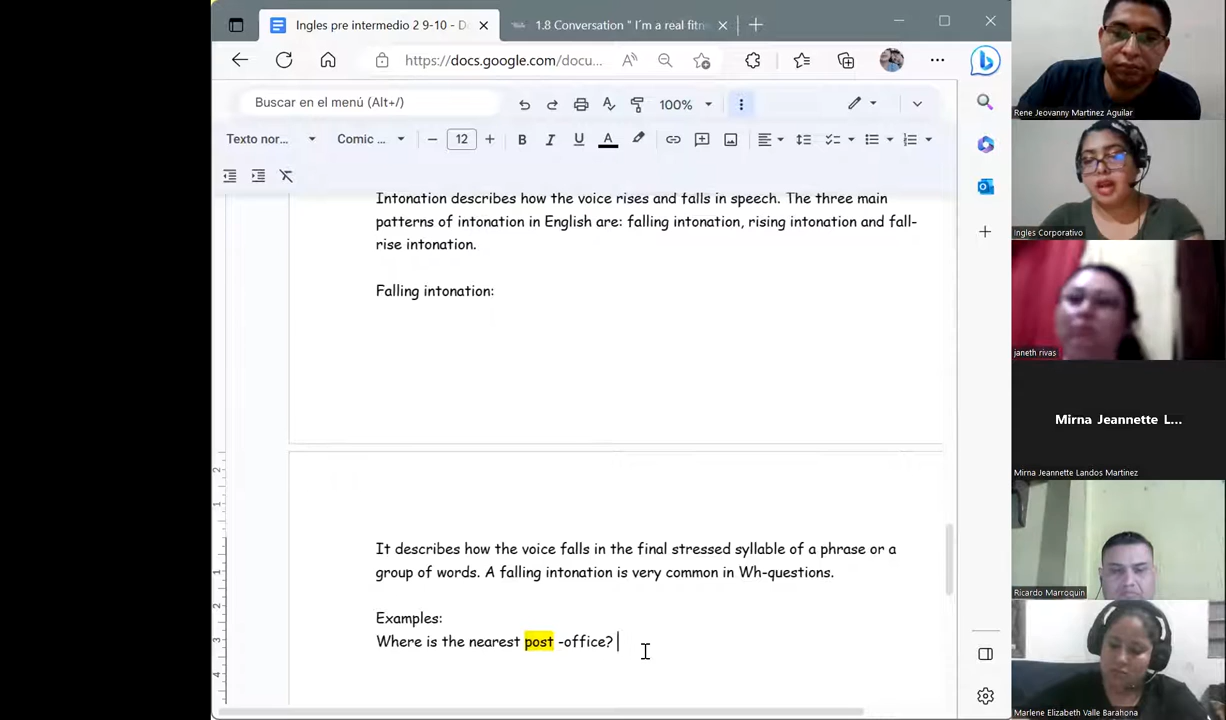 Ingles pre intermedio 2 9-10 - D
1.8 Conversation " I´m a real fitn
https://docs.google.com/docu...
Buscar en el menú (Alt+/)
100%
Texto nor...
Comic ...
12
Intonation describes how the voice rises and falls in speech. The three main
patterns of intonation in English are: falling intonation, rising intonation and fall-
rise intonation.
Falling intonation:
It describes how the voice falls in the final stressed syllable of a phrase or a
group of words. A falling intonation is very common in Wh-questions.
Examples:
Where is the nearest post -office?
Rene Jeovanny Martinez Aguilar
Ingles Corporativo
janeth rivas
Mirna Jeannette L...
Mirna Jeannette Landos Martinez
Ricardo Marroquin
Marlene Elizabeth Valle Barahona